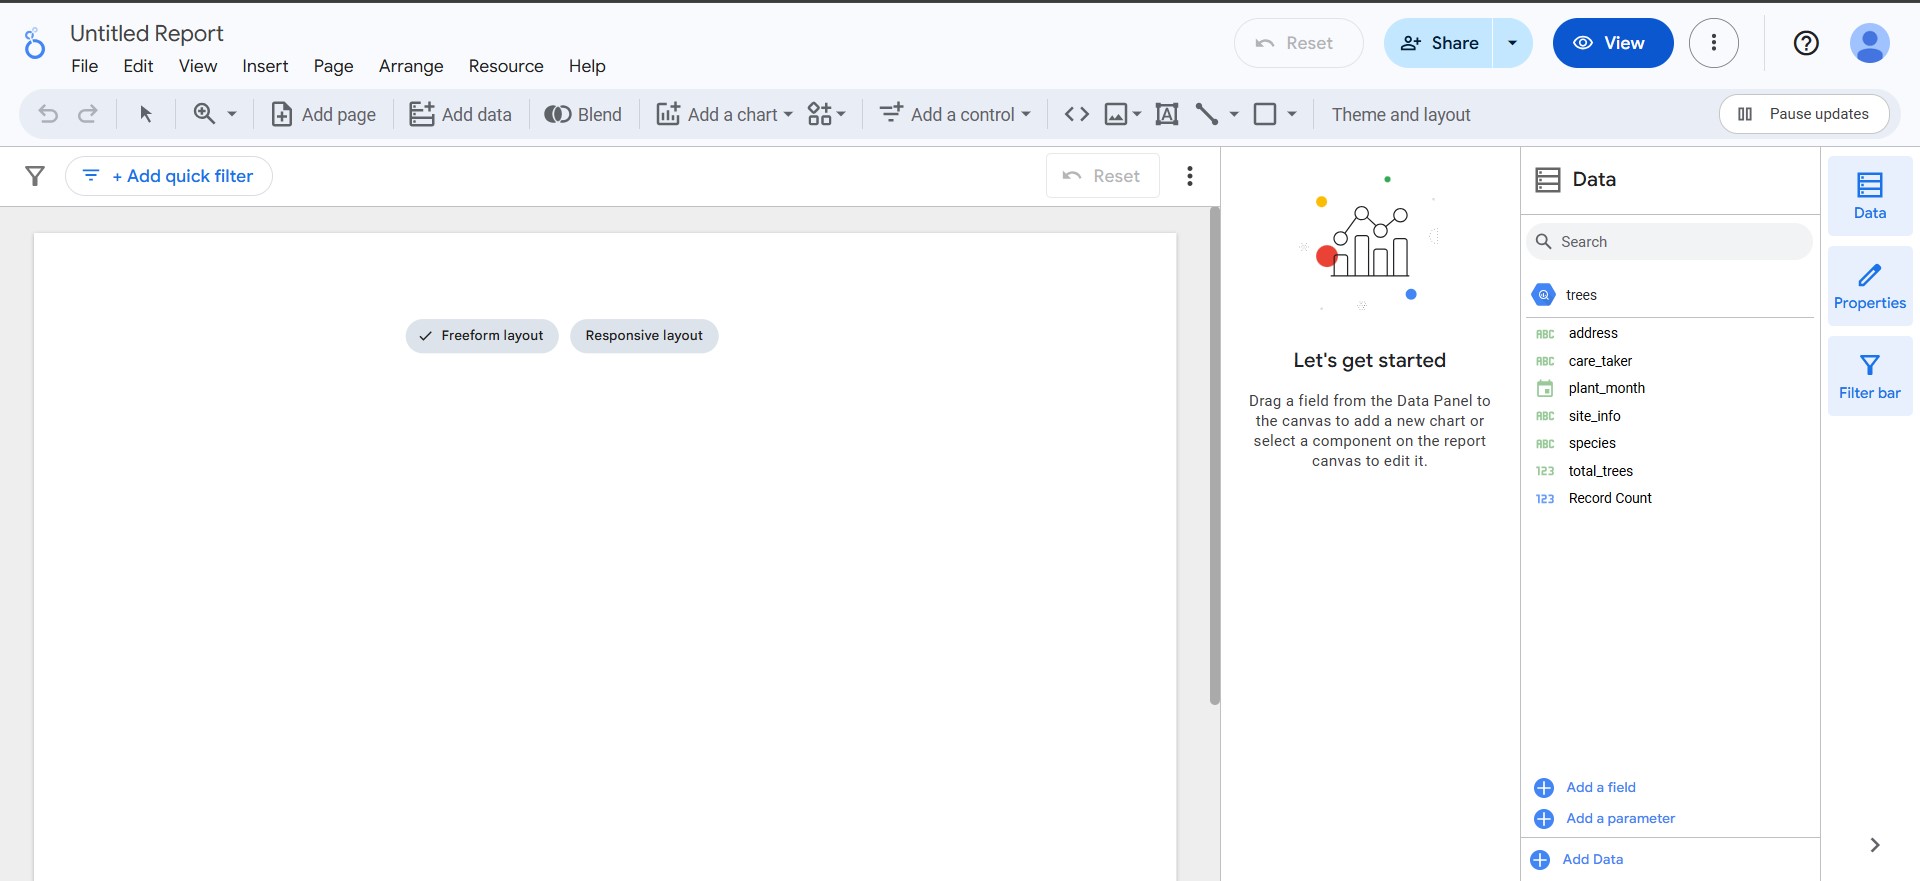 Untitled Report
File Edit View Insert Page Arrange Resource Help
Reset
Share
View
Add page
Add data
Blend
Add a chart
Add a control
Theme and layout
Pause updates
+ Add quick filter
Reset
Freeform layout
Responsive layout
Let's get started
Drag a field from the Data Panel to
the canvas to add a new chart or
select a component on the report
canvas to edit it.
Data
Search
trees
ABC address
ABC care_taker
plant_month
ABC site_info
ABC species
123 total_trees
123 Record Count
Add a field
Add a parameter
Add Data
Data
Properties
Filter bar